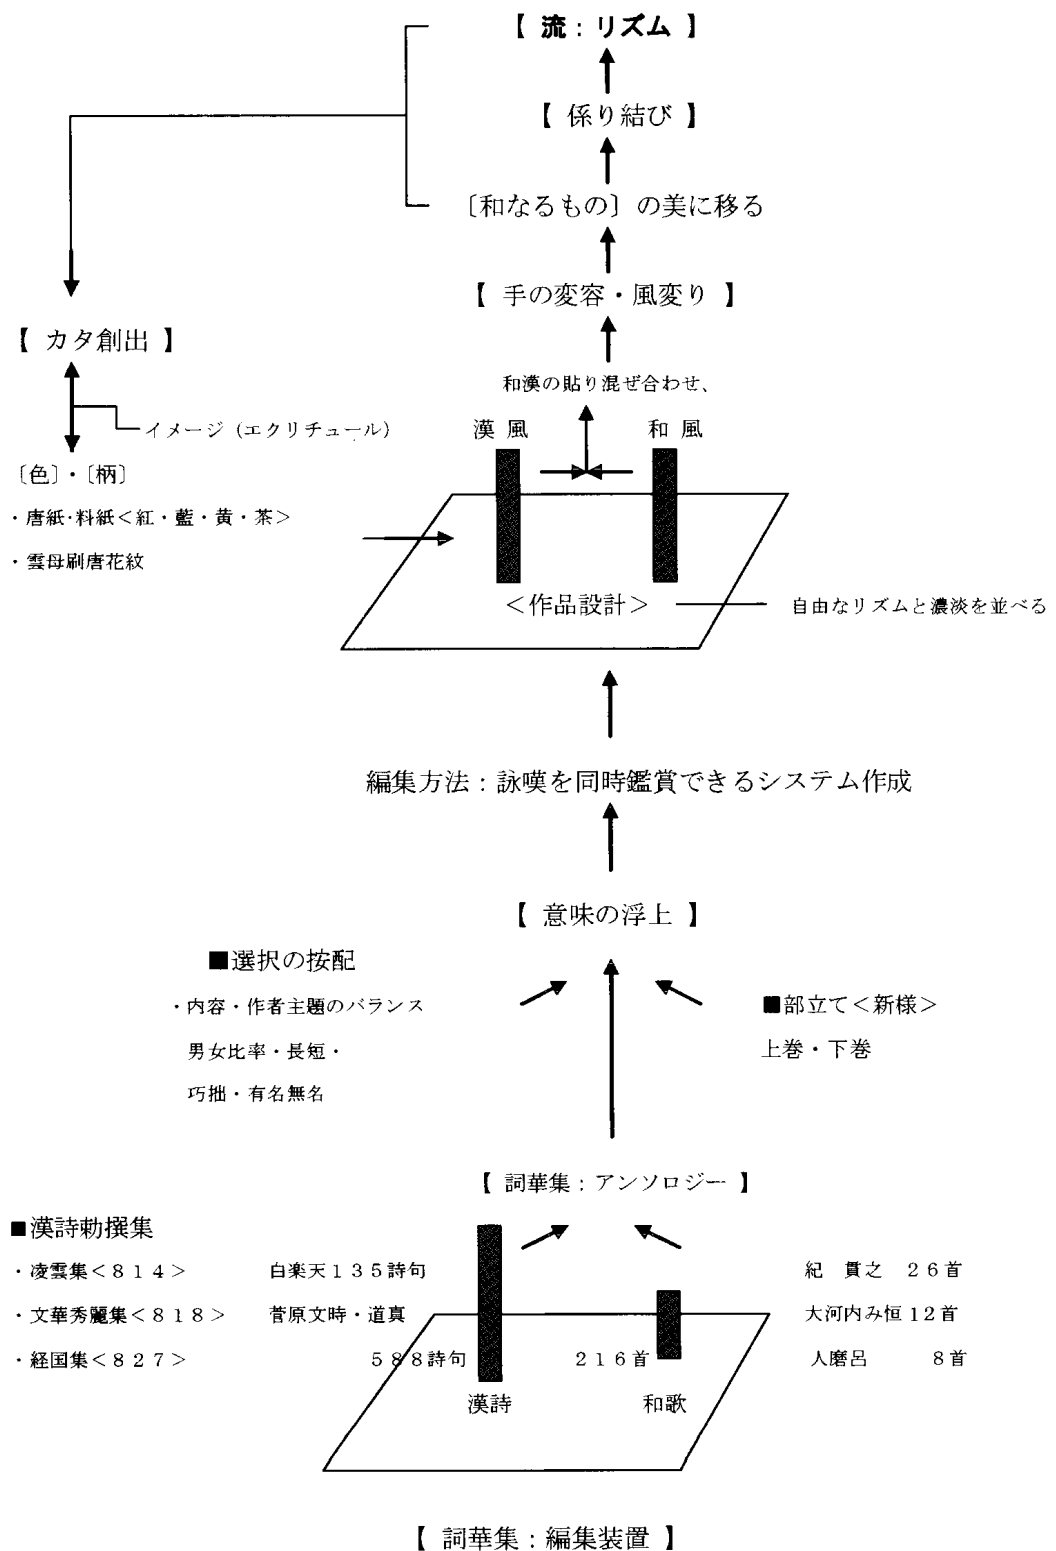 【 流：リズム 】
【 係り結び 】
〔和なるもの〕の美に移る
【 手の変容・風変り 】
【 カタ創出 】
和漢の貼り混ぜ合わせ、
イメージ（エクリチュール）
漢 風
和 風
〔色〕・〔柄〕
・唐紙・料紙＜紅・藍・黄・茶＞
・雲母刷唐花紋
＜作品設計＞
自由なリズムと濃淡を並べる
編集方法：詠嘆を同時鑑賞できるシステム作成
【 意味の浮上 】
■選択の按配
・内容・作者主題のバランス
男女比率・長短・
巧拙・有名無名
■部立て＜新様＞
上巻・下巻
【 詞華集：アンソロジー 】
■漢詩勅撰集
・凌雲集＜８１４＞ 白楽天１３５詩句 紀 貫之 ２６首
・文華秀麗集＜８１８＞ 菅原文時・道真 大河内み恒 １２首
・経国集＜８２７＞ ５８８詩句 ２１６首 人磨呂 ８首
漢詩
和歌
【 詞華集：編集装置 】